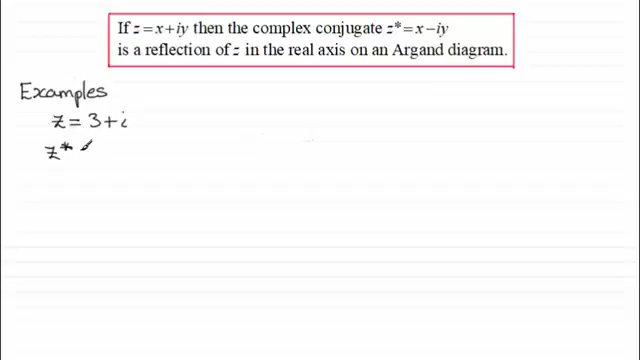 If z = x + iy then the complex conjugate z* = x − iy
is a reflection of z in the real axis on an Argand diagram.
Examples
z = 3 + i
z*